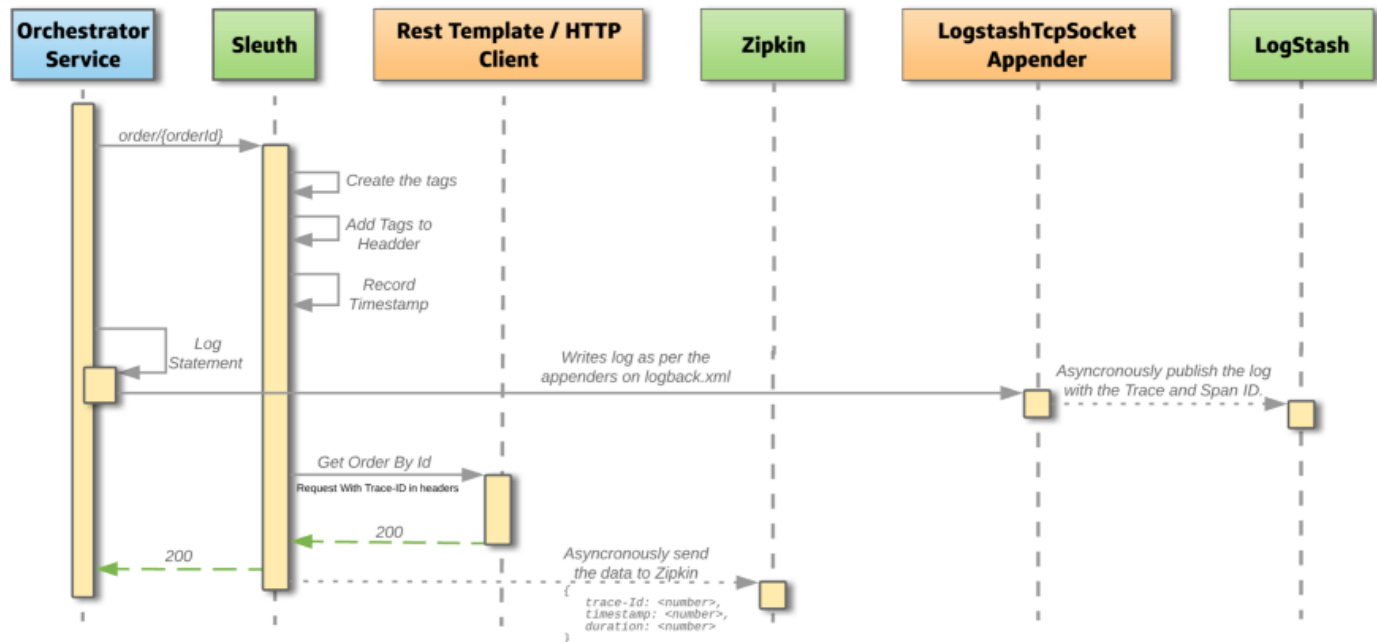 Orchestrator
Service
Sleuth
Rest Template / HTTP
Client
Zipkin
LogstashTcpSocket
Appender
LogStash
order/{orderId}
Create the tags
Add Tags to
Headder
Record
Timestamp
Log
Statement
Writes log as per the
appenders on logback.xml
Asyncronously publish the log
with the Trace and Span ID.
Get Order By Id
Request With Trace-ID in headers
200
200
Asyncronously send
the data to Zipkin
{
trace-Id: <number>,
timestamp: <number>,
duration: <number>
}